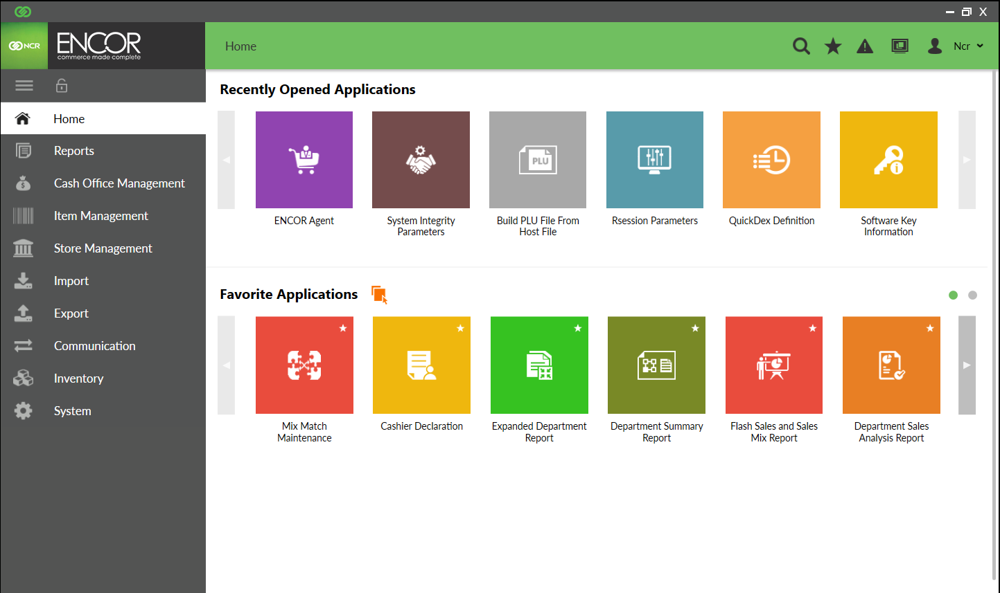 X
NCR
ENCOR
commerce made complete
Home
Ncr
Home
Reports
Cash Office Management
Item Management
Store Management
Import
Export
Communication
Inventory
System
Recently Opened Applications
PLU
ENCOR Agent
System Integrity
Parameters
Build PLU File From
Host File
Rsession Parameters
QuickDex Definition
Software Key
Information
Favorite Applications
Mix Match
Maintenance
Cashier Declaration
Expanded Department
Report
Department Summary
Report
Flash Sales and Sales
Mix Report
Department Sales
Analysis Report